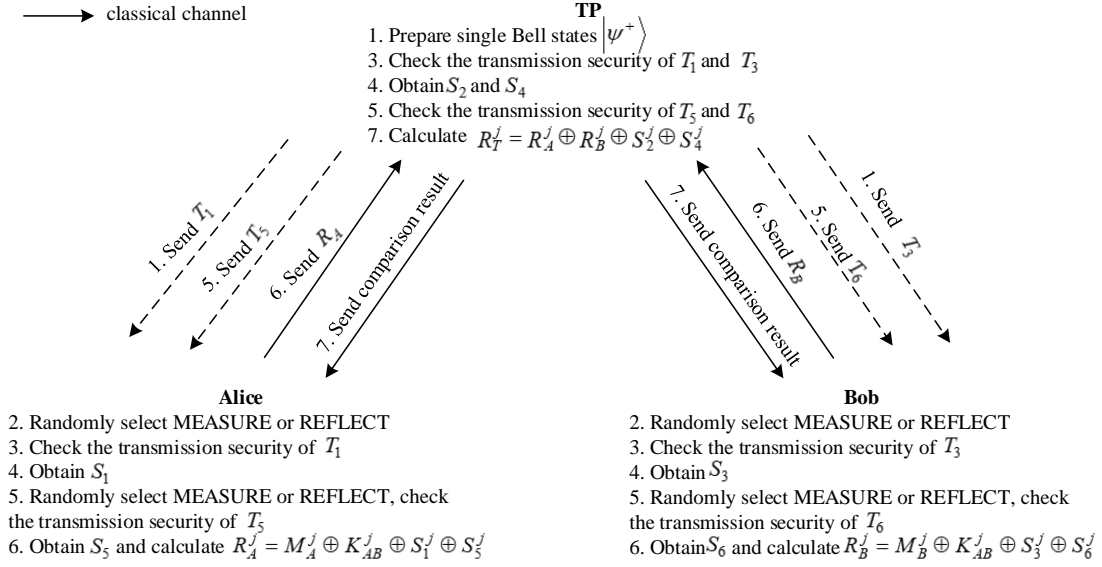 classical channel
TP
1. Prepare single Bell states |ψ⁺⟩
3. Check the transmission security of T₁ and T₃
4. Obtain S₂ and S₄
5. Check the transmission security of T₅ and T₆
7. Calculate R_T^j = R_A^j ⊕ R_B^j ⊕ S_2^j ⊕ S_4^j
1. Send T₁
5. Send T₅
6. Send R_A
7. Send comparison result
7. Send comparison result
6. Send R_B
5. Send T₆
1. Send T₃
Alice
2. Randomly select MEASURE or REFLECT
3. Check the transmission security of T₁
4. Obtain S₁
5. Randomly select MEASURE or REFLECT, check
the transmission security of T₅
6. Obtain S₅ and calculate R_A^j = M_A^j ⊕ K_AB^j ⊕ S_1^j ⊕ S_5^j
Bob
2. Randomly select MEASURE or REFLECT
3. Check the transmission security of T₃
4. Obtain S₃
5. Randomly select MEASURE or REFLECT, check
the transmission security of T₆
6. Obtain S₆ and calculate R_B^j = M_B^j ⊕ K_AB^j ⊕ S_3^j ⊕ S_6^j